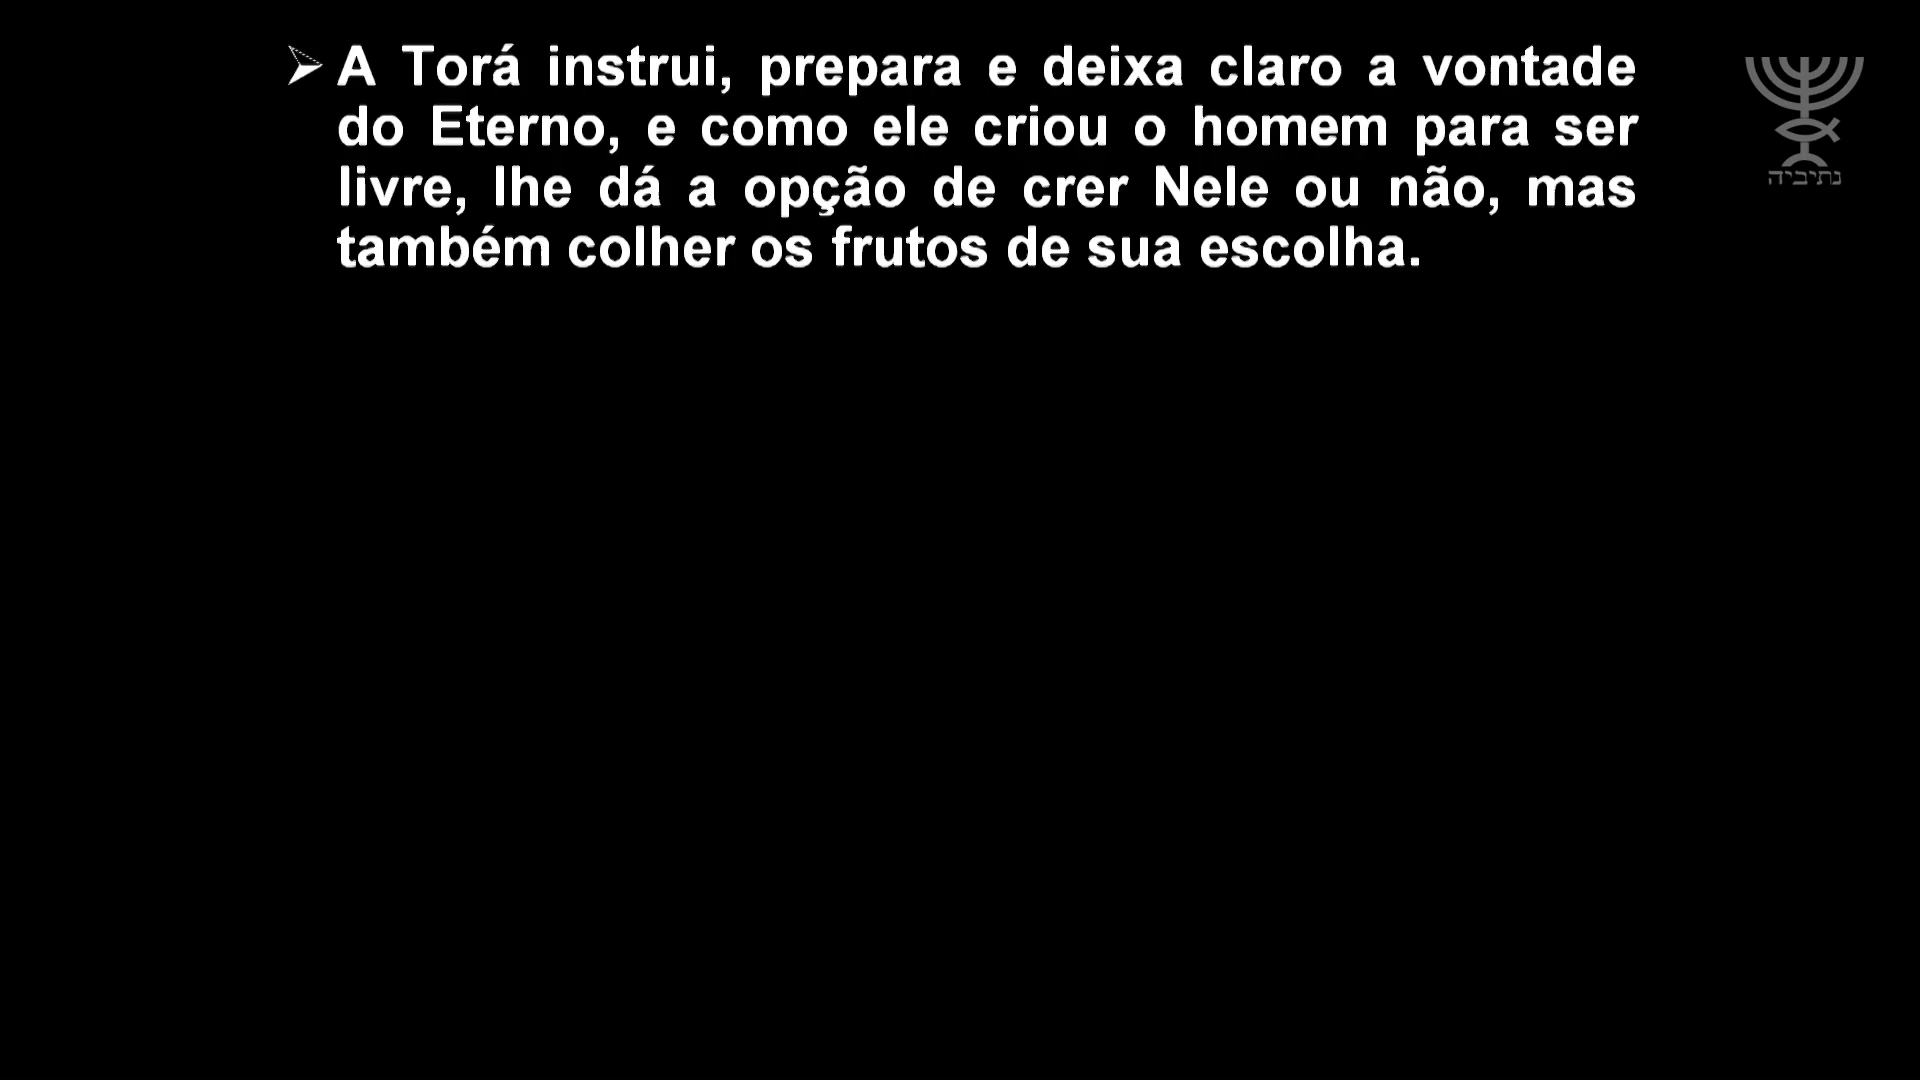 ➢ A Torá instrui, prepara e deixa claro a vontade
do Eterno, e como ele criou o homem para ser
livre, lhe dá a opção de crer Nele ou não, mas
também colher os frutos de sua escolha.
נתיביה